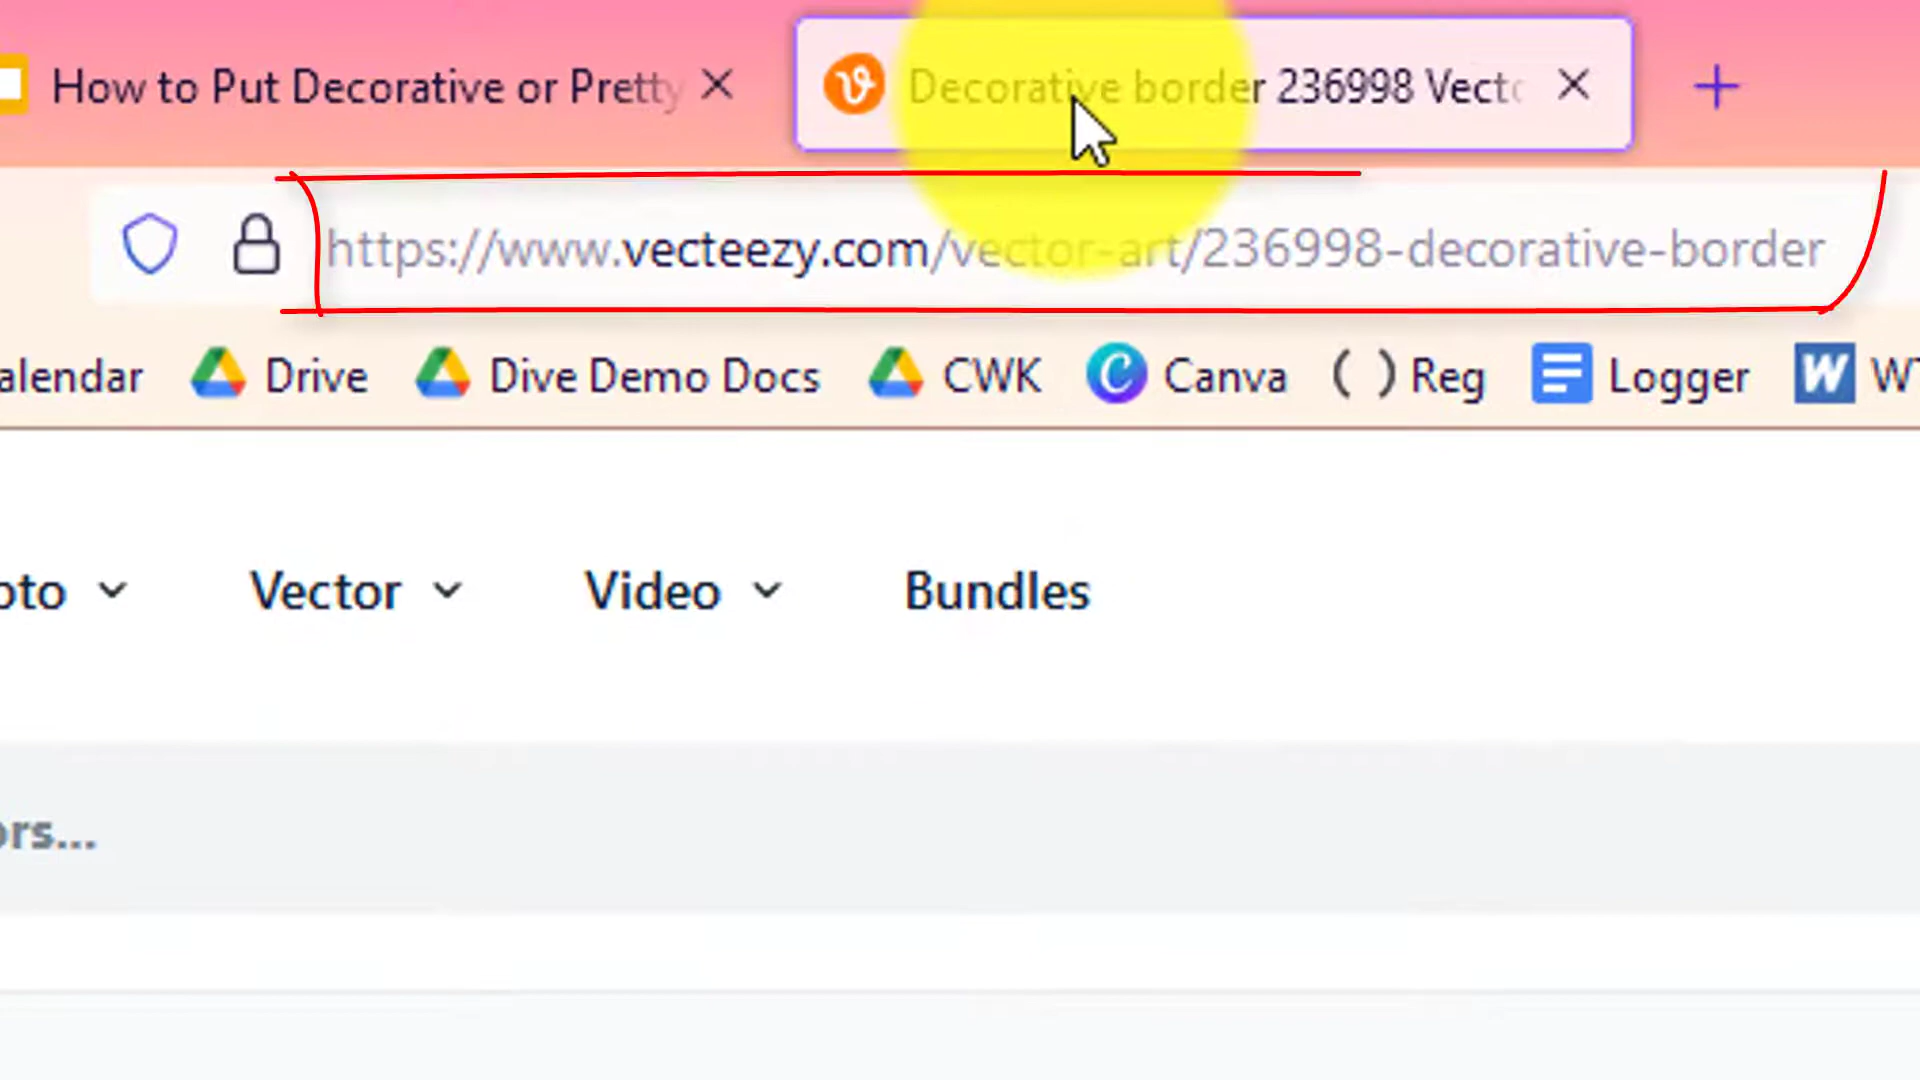 How to Put Decorative or Pretty
Decorative border 236998 Vect
https://www.vecteezy.com/vector-art/236998-decorative-border
alendar Drive Dive Demo Docs CWK Canva ( ) Reg Logger W
oto Vector Video Bundles
ors...